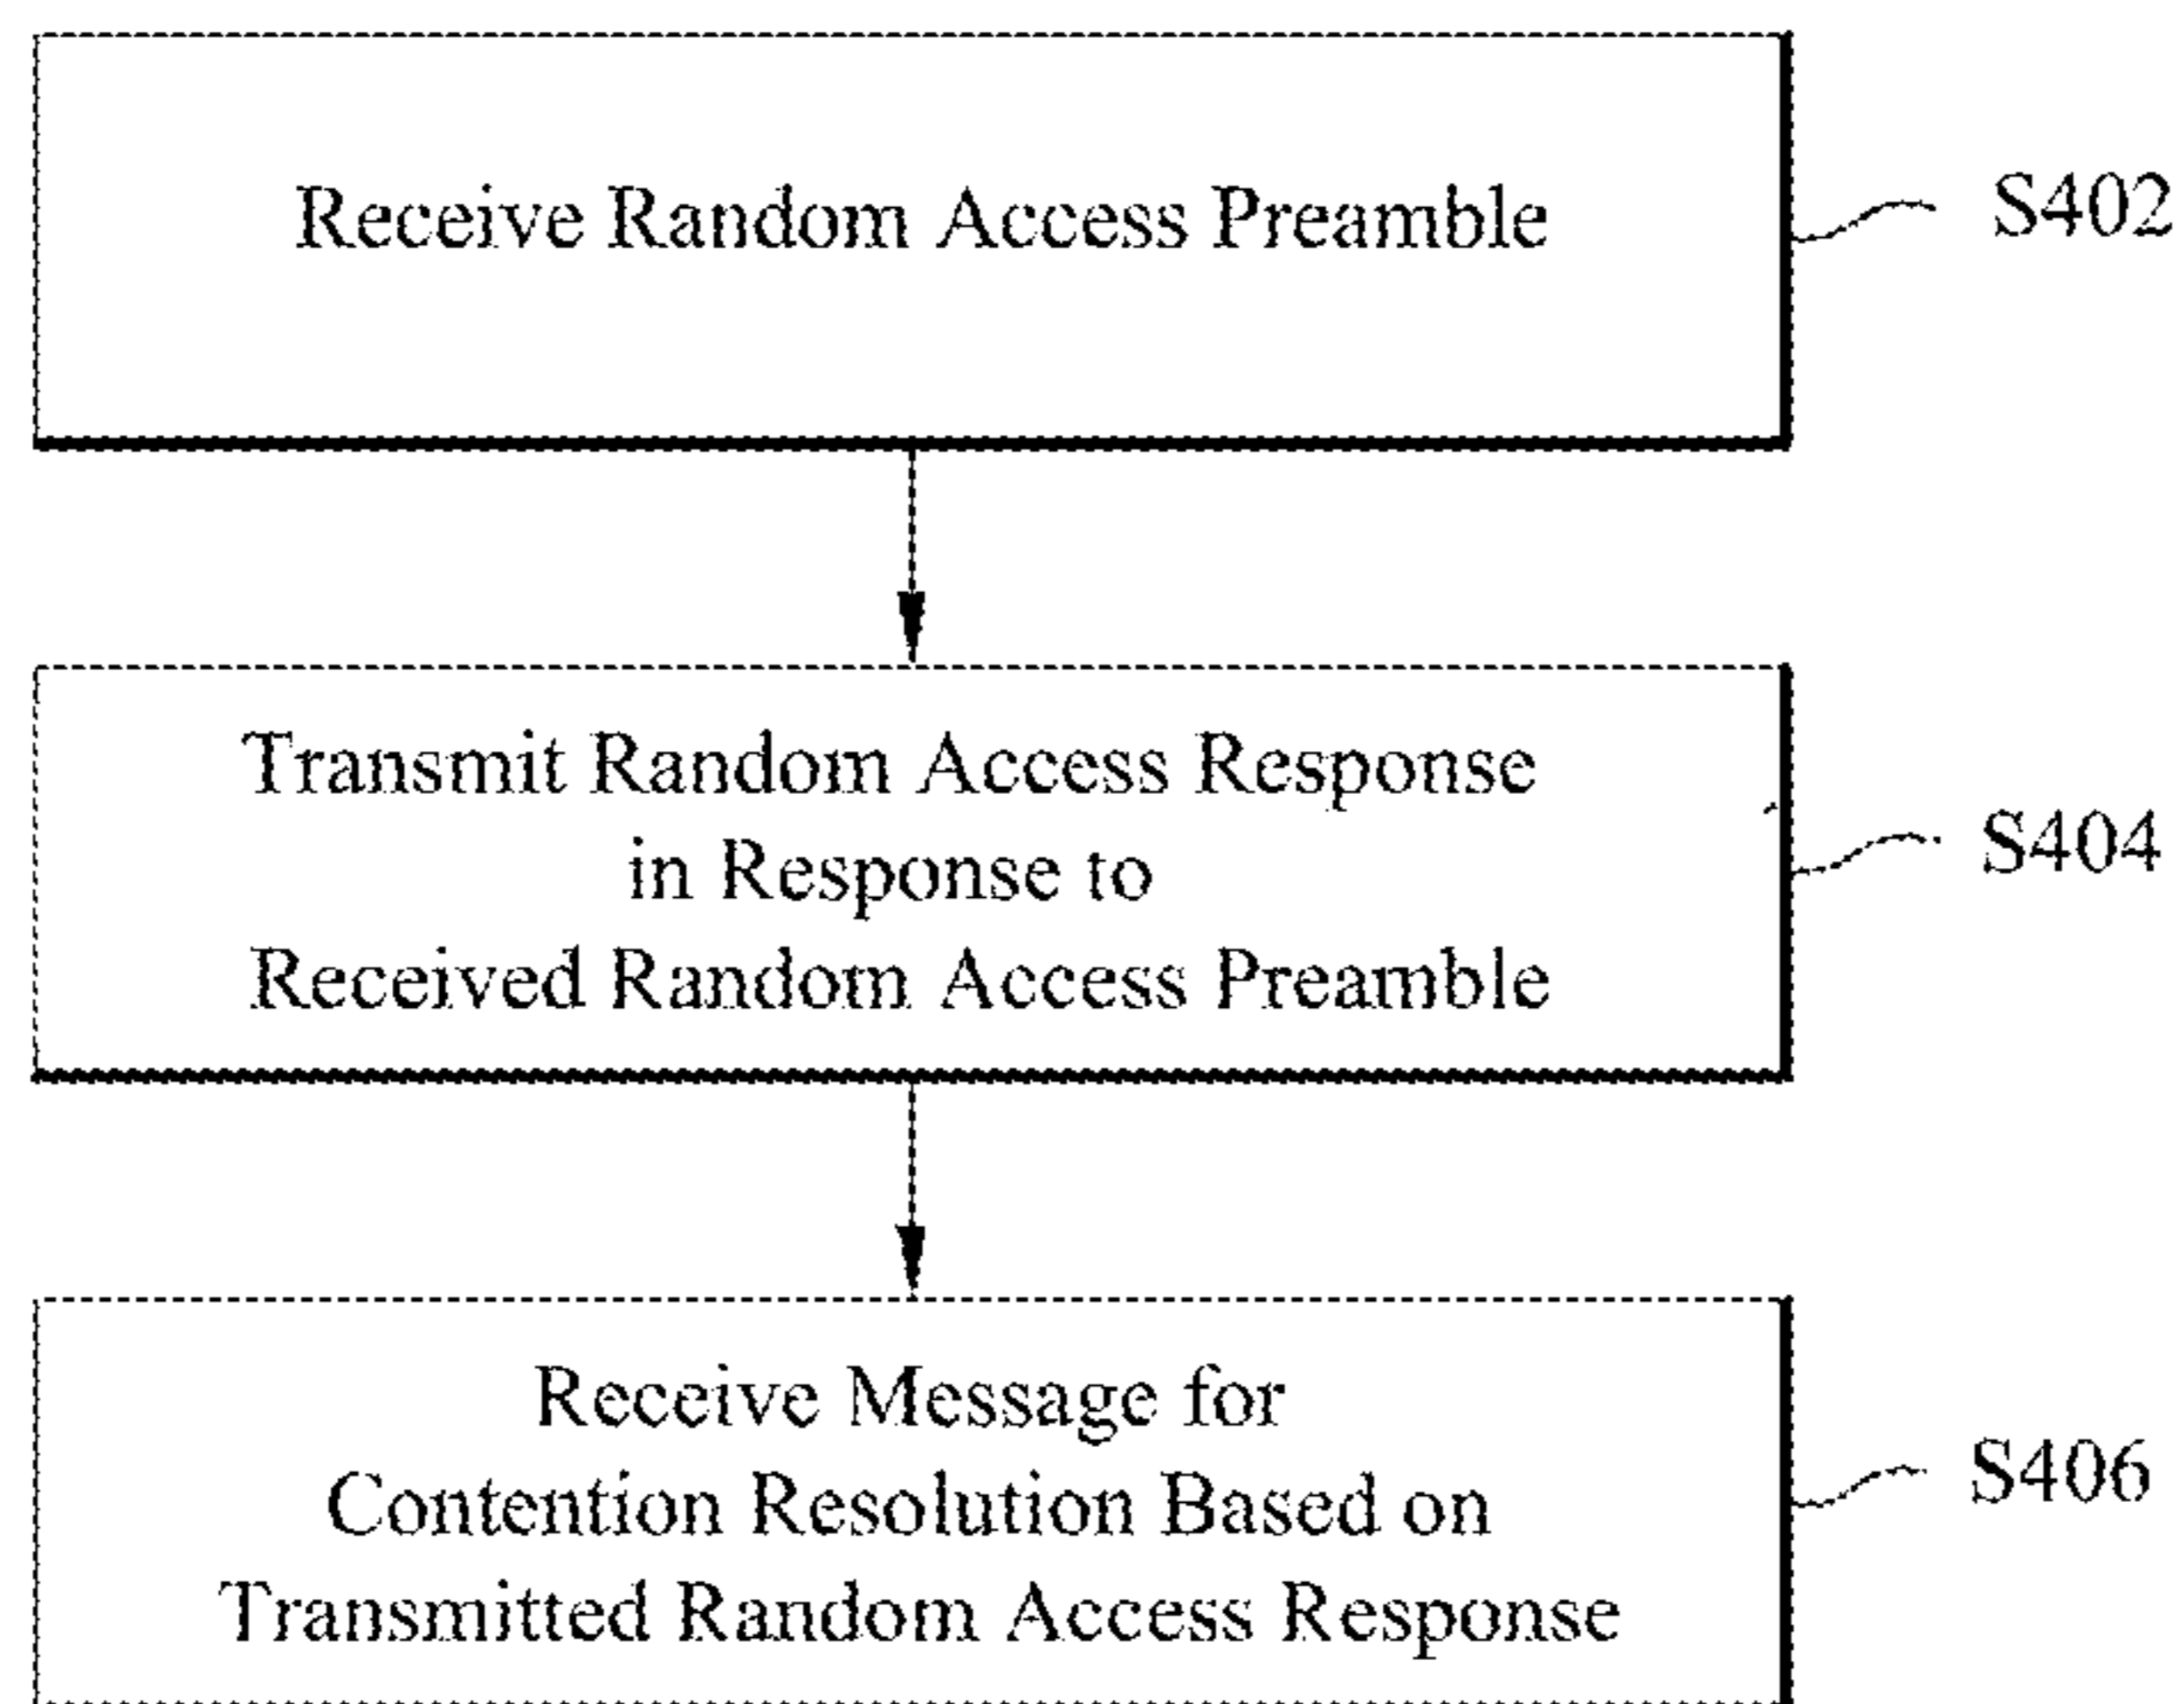 Receive Random Access Preamble
S402
Transmit Random Access Response
in Response to
Received Random Access Preamble
S404
Receive Message for
Contention Resolution Based on
Transmitted Random Access Response
S406